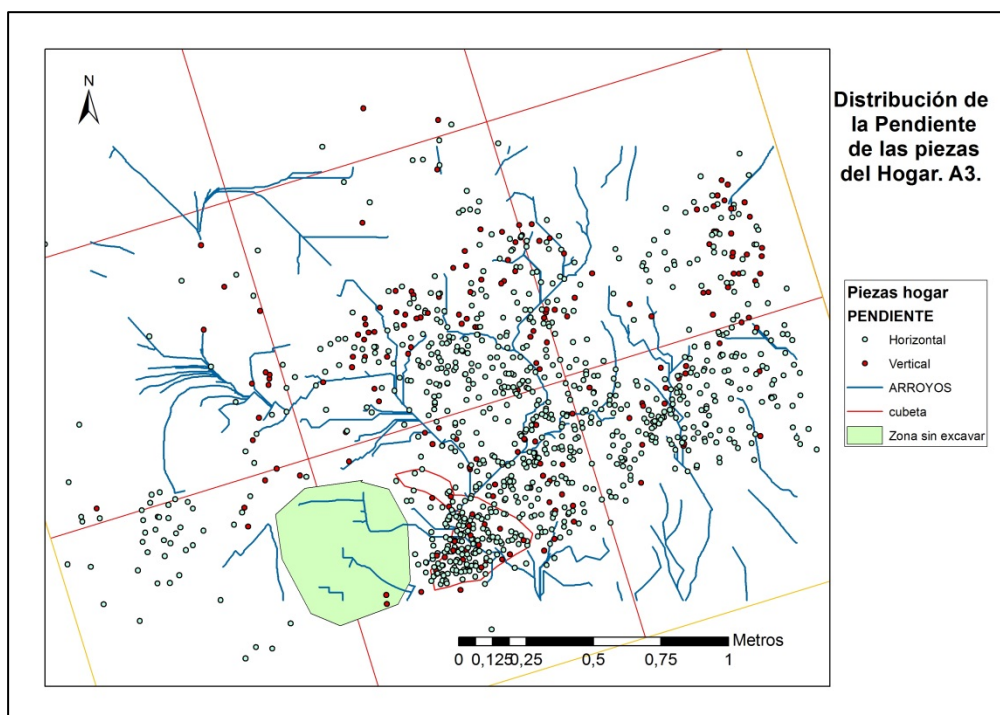 N
Distribución de
la Pendiente
de las piezas
del Hogar. A3.
Piezas hogar
PENDIENTE
Horizontal
Vertical
ARROYOS
cubeta
Zona sin excavar
Metros
0 0,125 0,25 0,5 0,75 1